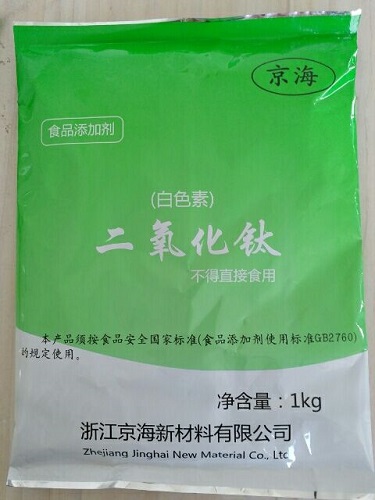 京海
食品添加剂
(白色素)
二氧化钛
不得直接食用
本产品须按食品安全国家标准(食品添加剂使用标准GB2760)
的规定使用。
净含量：1kg
浙江京海新材料有限公司
Zhejiang Jinghai New Material Co., Ltd